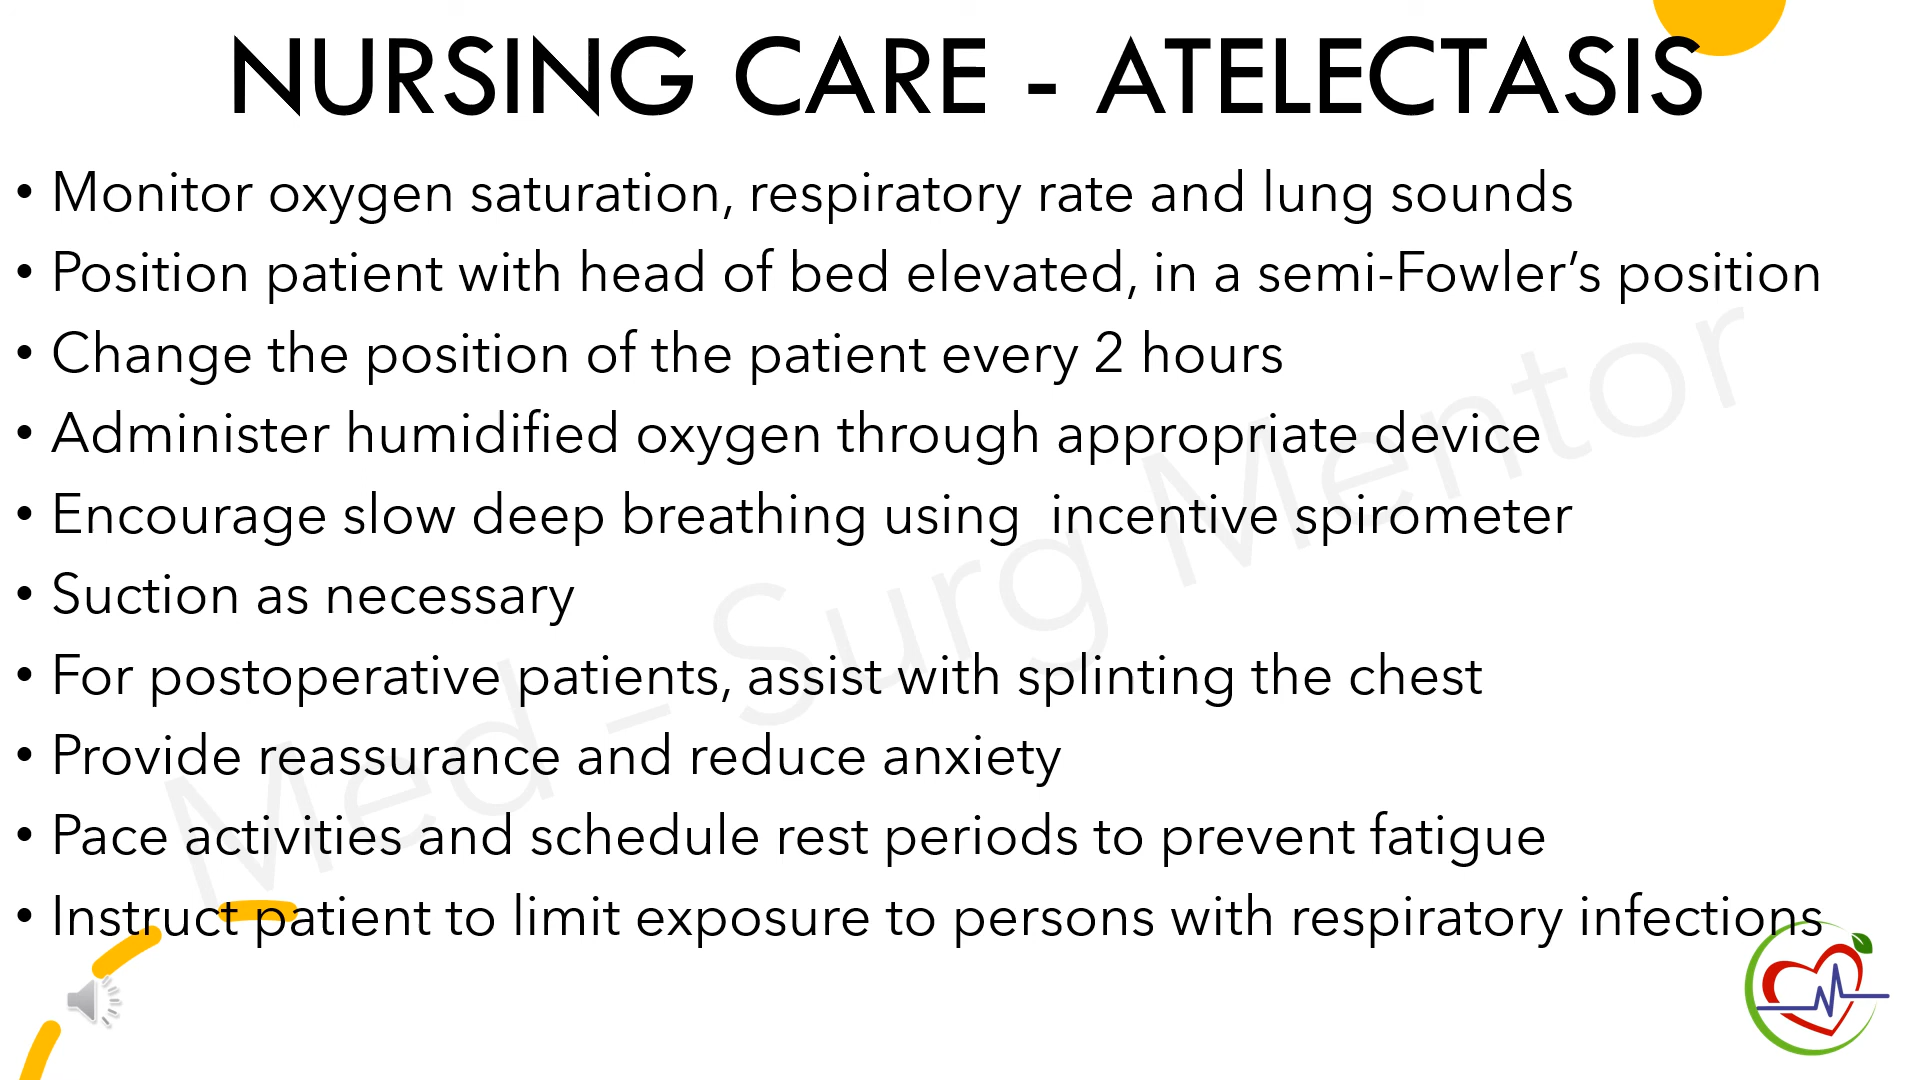 NURSING CARE - ATELECTASIS
• Monitor oxygen saturation, respiratory rate and lung sounds
• Position patient with head of bed elevated, in a semi-Fowler’s position
• Change the position of the patient every 2 hours
• Administer humidified oxygen through appropriate device
• Encourage slow deep breathing using  incentive spirometer
• Suction as necessary
• For postoperative patients, assist with splinting the chest
• Provide reassurance and reduce anxiety
• Pace activities and schedule rest periods to prevent fatigue
• Instruct patient to limit exposure to persons with respiratory infections
Med – Surg Mentor